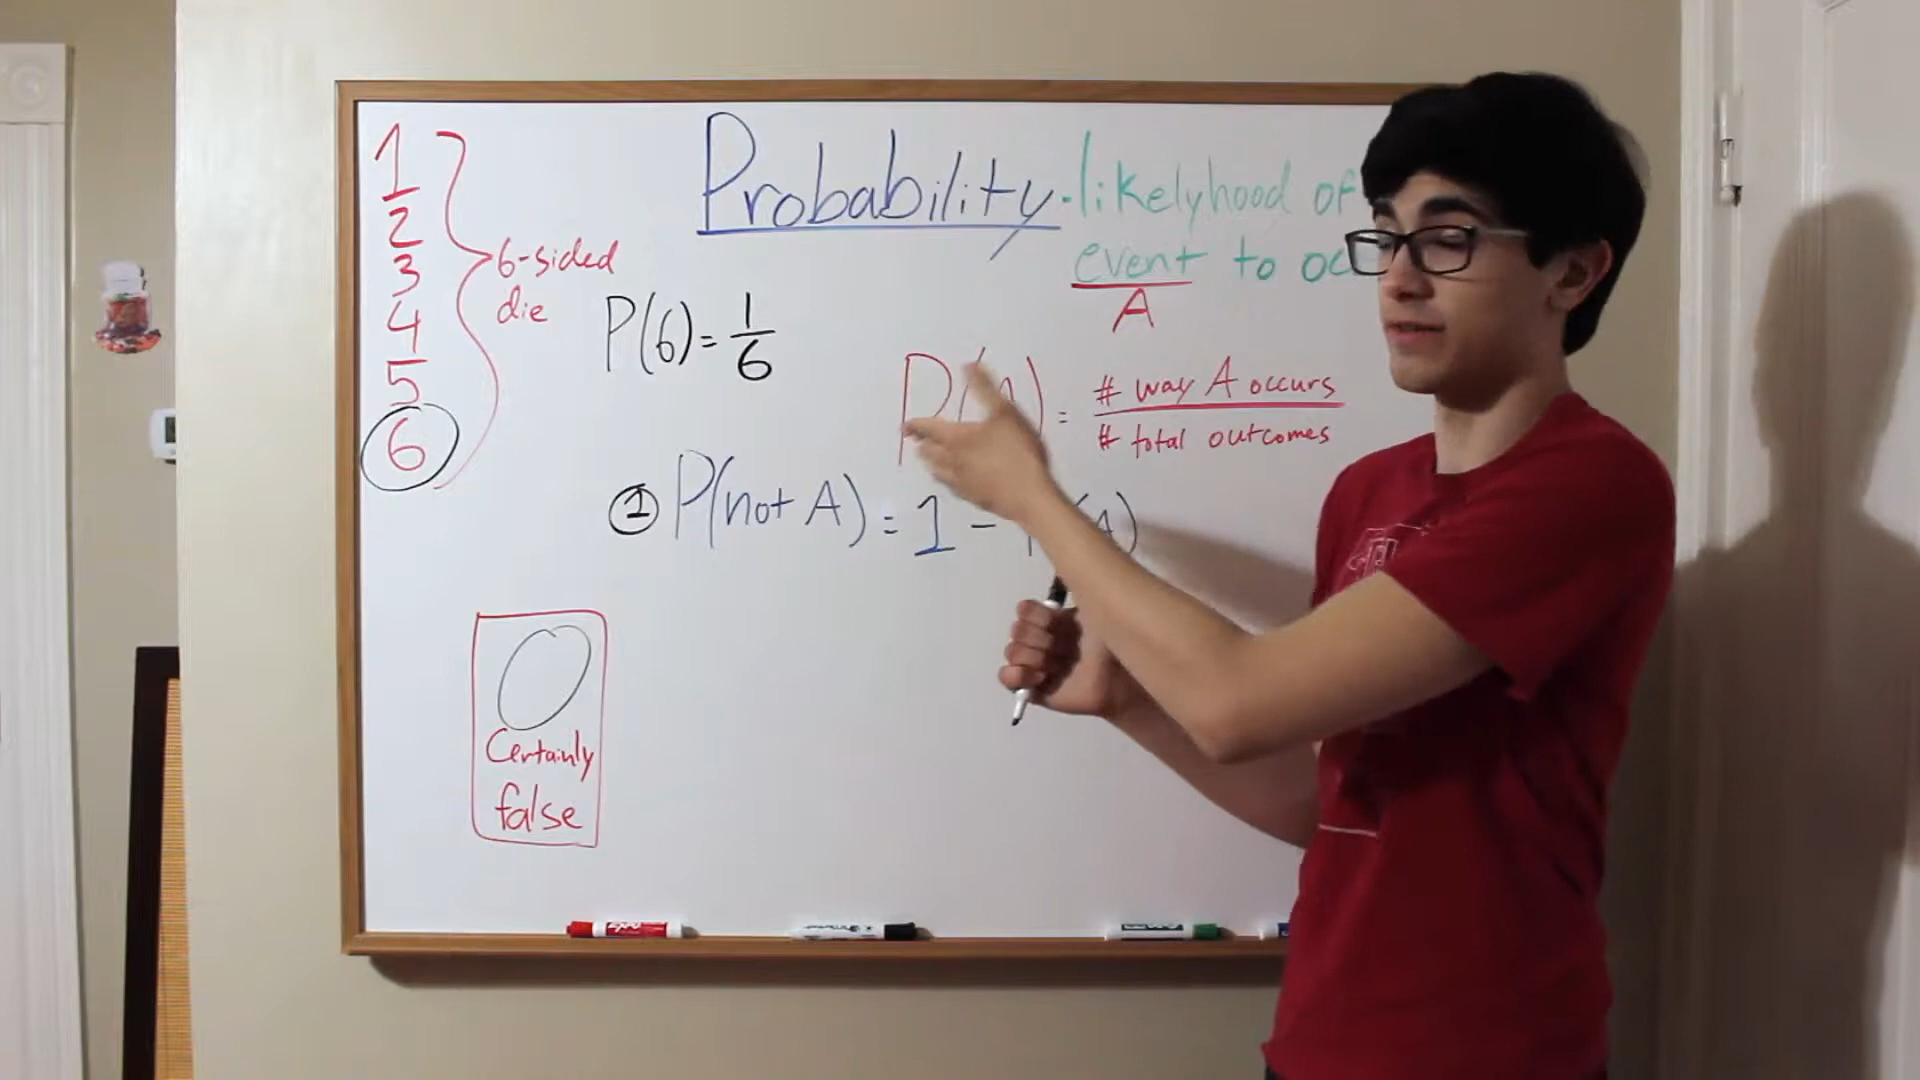 1
2
3
4
5
6
6-sided
die
Probability - likelyhood of
event to
A
P(6) = 1/6
P(A) = # way A occurs
# total outcomes
① P(not A) = 1 - P(A)
0
Certainly
false